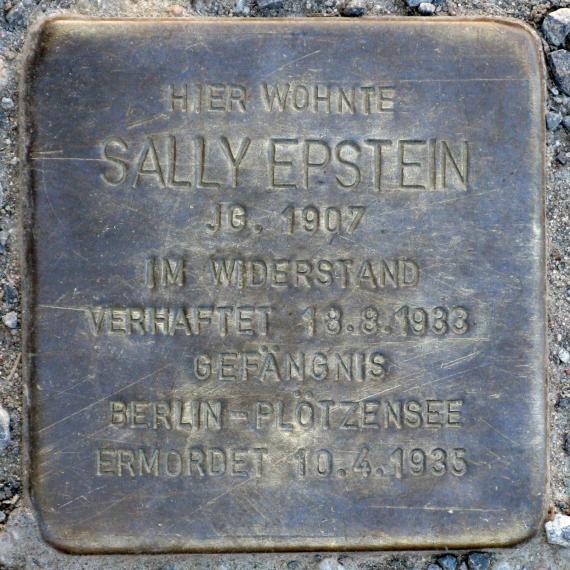 HIER WOHNTE
SALLY EPSTEIN
JG. 1907
IM WIDERSTAND
VERHAFTET 18.8.1933
GEFÄNGNIS
BERLIN-PLÖTZENSEE
ERMORDET 10.4.1935